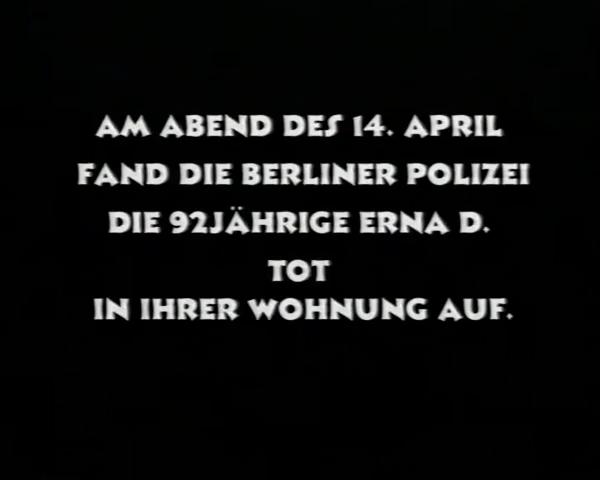 AM ABEND DES 14. APRIL
FAND DIE BERLINER POLIZEI
DIE 92JÄHRIGE ERNA D.
TOT
IN IHRER WOHNUNG AUF.